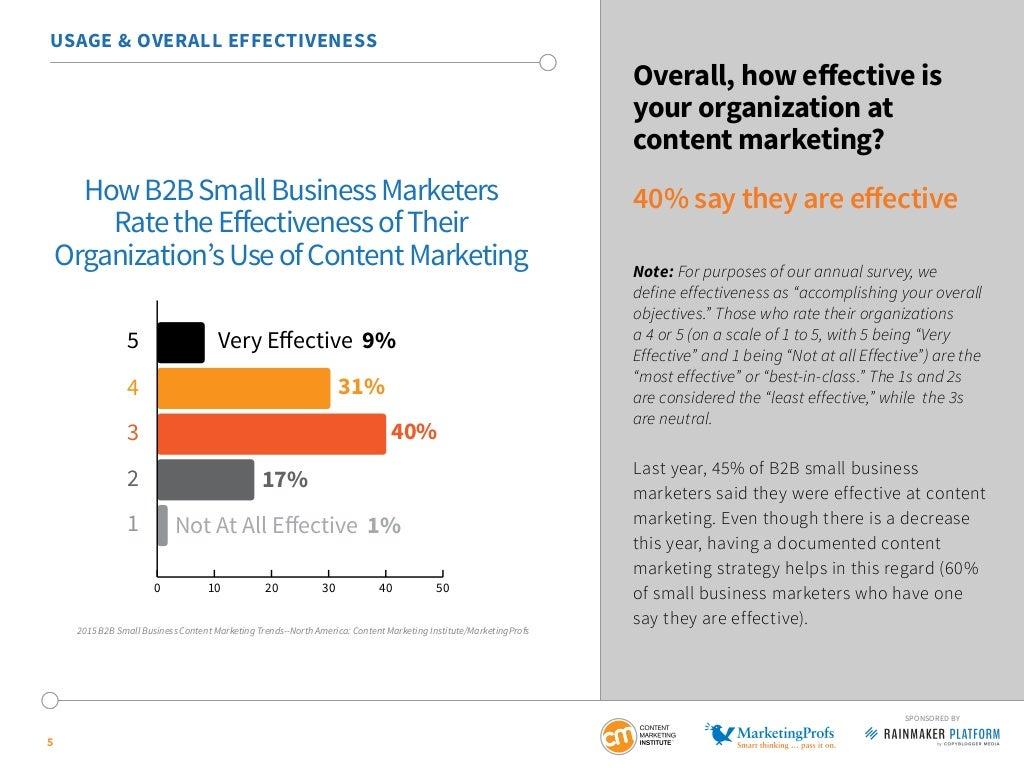 USAGE & OVERALL EFFECTIVENESS
How B2B Small Business Marketers
Rate the Effectiveness of Their
Organization’s Use of Content Marketing
5 Very Effective 9%
4 31%
3 40%
2 17%
1 Not At All Effective 1%
0 10 20 30 40 50
2015 B2B Small Business Content Marketing Trends--North America: Content Marketing Institute/MarketingProfs
Overall, how effective is
your organization at
content marketing?
40% say they are effective
Note: For purposes of our annual survey, we
define effectiveness as “accomplishing your overall
objectives.” Those who rate their organizations
a 4 or 5 (on a scale of 1 to 5, with 5 being “Very
Effective” and 1 being “Not at all Effective”) are the
“most effective” or “best-in-class.” The 1s and 2s
are considered the “least effective,” while the 3s
are neutral.
Last year, 45% of B2B small business
marketers said they were effective at content
marketing. Even though there is a decrease
this year, having a documented content
marketing strategy helps in this regard (60%
of small business marketers who have one
say they are effective).
5
cm
CONTENT
MARKETING
INSTITUTE™
MarketingProfs
Smart thinking ... pass it on.
SPONSORED BY
RAINMAKER PLATFORM
by COPYBLOGGER MEDIA